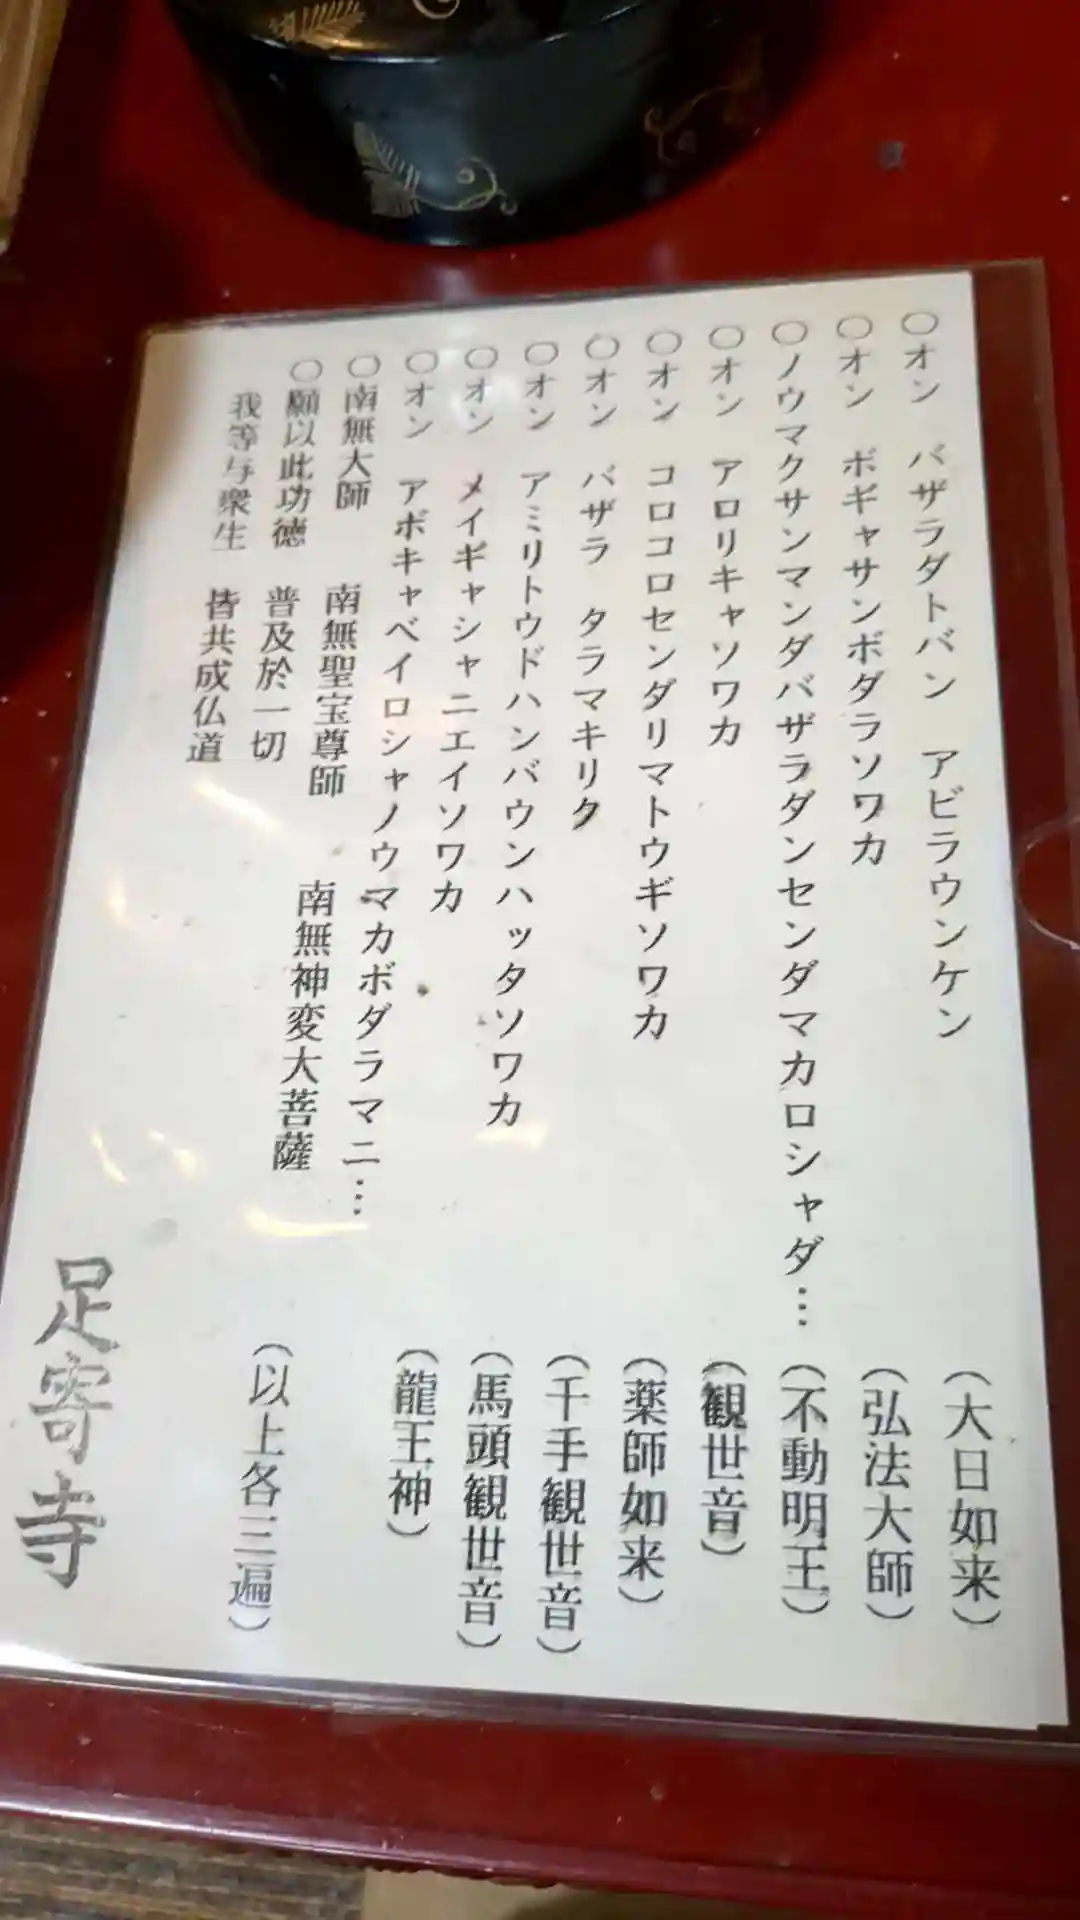 ○オン　バザラダトバン　アビラウンケン　（大日如来）
○オン　ボギャサンボダラソワカ　（弘法大師）
○ノウマクサンマンダバザラダンセンダマカロシャダ…（不動明王）
○オン　アロリキャソワカ　（観世音）
○オン　コロコロセンダリマトウギソワカ　（薬師如来）
○オン　バザラ　タラマキリク　（千手観世音）
○オン　アミリトウドハンバウンハッタソワカ　（馬頭観世音）
○オン　メイギャシャニエイソワカ　（龍王神）
○オン　アボキャベイロシャノウマカボダラマニ…
○南無大師　南無聖宝尊師　南無神変大菩薩
○願以此功徳　普及於一切
我等与衆生　皆共成仏道
（以上各三遍）
足寄寺